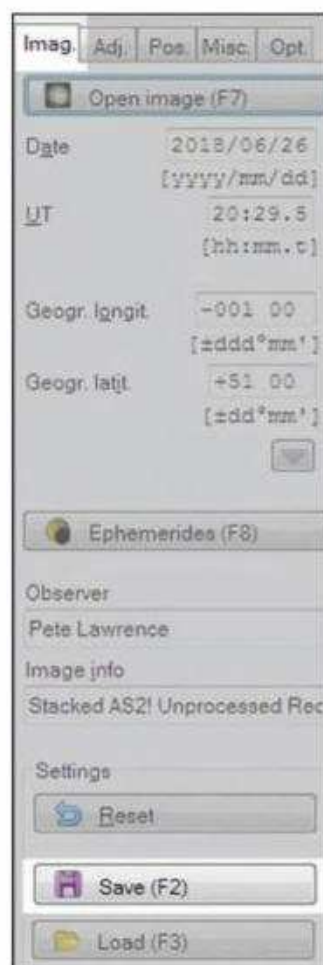 Imag. Adj. Pos. Misc. Opt.
Open image (F7)
Date 2018/06/26
[yyyy/mm/dd]
UT 20:29.5
[hh:mm.t]
Geogr. longit. -001 00
[±ddd°mm']
Geogr. latit. +51 00
[±dd°mm']
Ephemerides (F8)
Observer
Pete Lawrence
Image info
Stacked AS2! Unprocessed Rec
Settings
Reset
Save (F2)
Load (F3)